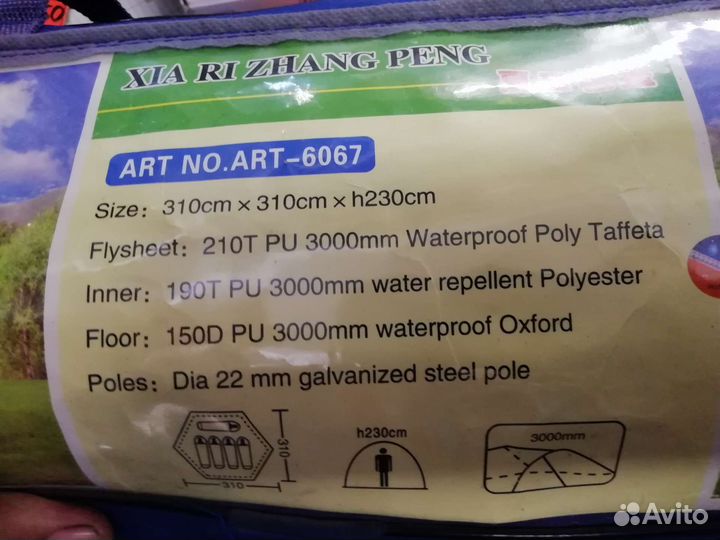 XIA RI ZHANG PENG
ART NO.ART-6067
Size: 310cm × 310cm × h230cm
Flysheet: 210T PU 3000mm Waterproof Poly Taffeta
Inner: 190T PU 3000mm water repellent Polyester
Floor: 150D PU 3000mm waterproof Oxford
Poles: Dia 22 mm galvanized steel pole
310
310
h230cm
3000mm
Avito